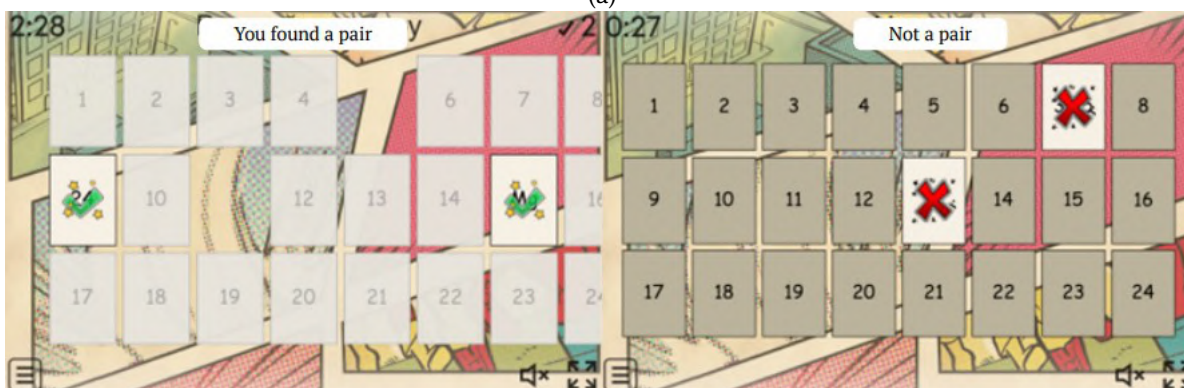 (a)
2:28 You found a pair y ✓2
1 2 3 4 6 7 8
10 12 13 14 16
17 18 19 20 21 22 23 24
0:27 Not a pair
1 2 3 4 5 6 8
9 10 11 12 14 15 16
17 18 19 20 21 22 23 24